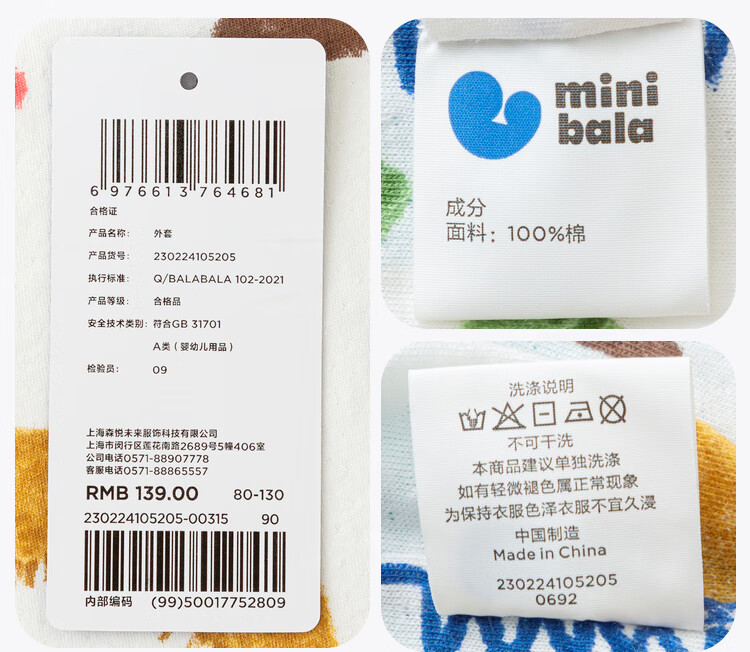 6 976613 764681
合格证
产品名称: 外套
产品货号: 230224105205
执行标准: Q/BALABALA 102-2021
产品等级: 合格品
安全技术类别: 符合GB 31701
A类（婴幼儿用品）
检验员: 09
上海森悦未来服饰科技有限公司
上海市闵行区莲花南路2689号5幢406室
公司电话0571-88907778
客服电话0571-88865557
RMB 139.00 80-130
230224105205-00315 90
内部编码 (99)50017752809
mini
bala
成分
面料：100%棉
洗涤说明
不可干洗
本商品建议单独洗涤
如有轻微褪色属正常现象
为保持衣服色泽衣服不宜久浸
中国制造
Made in China
230224105205
0692